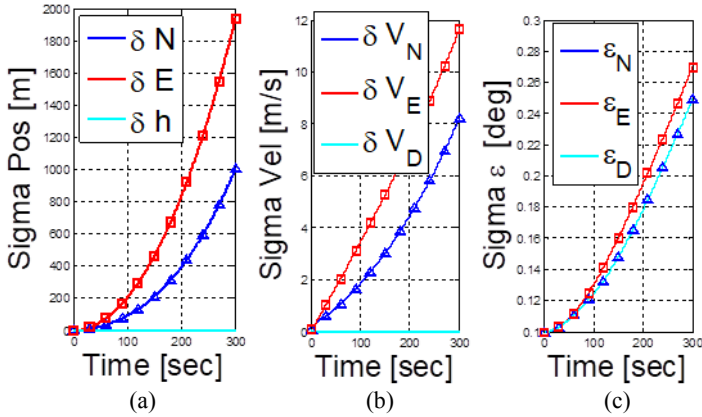 Sigma Pos [m]
2000
1800
1600
1400
1200
1000
800
600
400
200
0
δ N
δ E
δ h
0 100 200 300
Time [sec]
(a)
Sigma Vel [m/s]
12
10
8
6
4
2
0
δ V_N
δ V_E
δ V_D
0 100 200 300
Time [sec]
(b)
Sigma ε [deg]
0.3
0.28
0.26
0.24
0.22
0.2
0.18
0.16
0.14
0.12
0.1
ε_N
ε_E
ε_D
0 100 200 300
Time [sec]
(c)